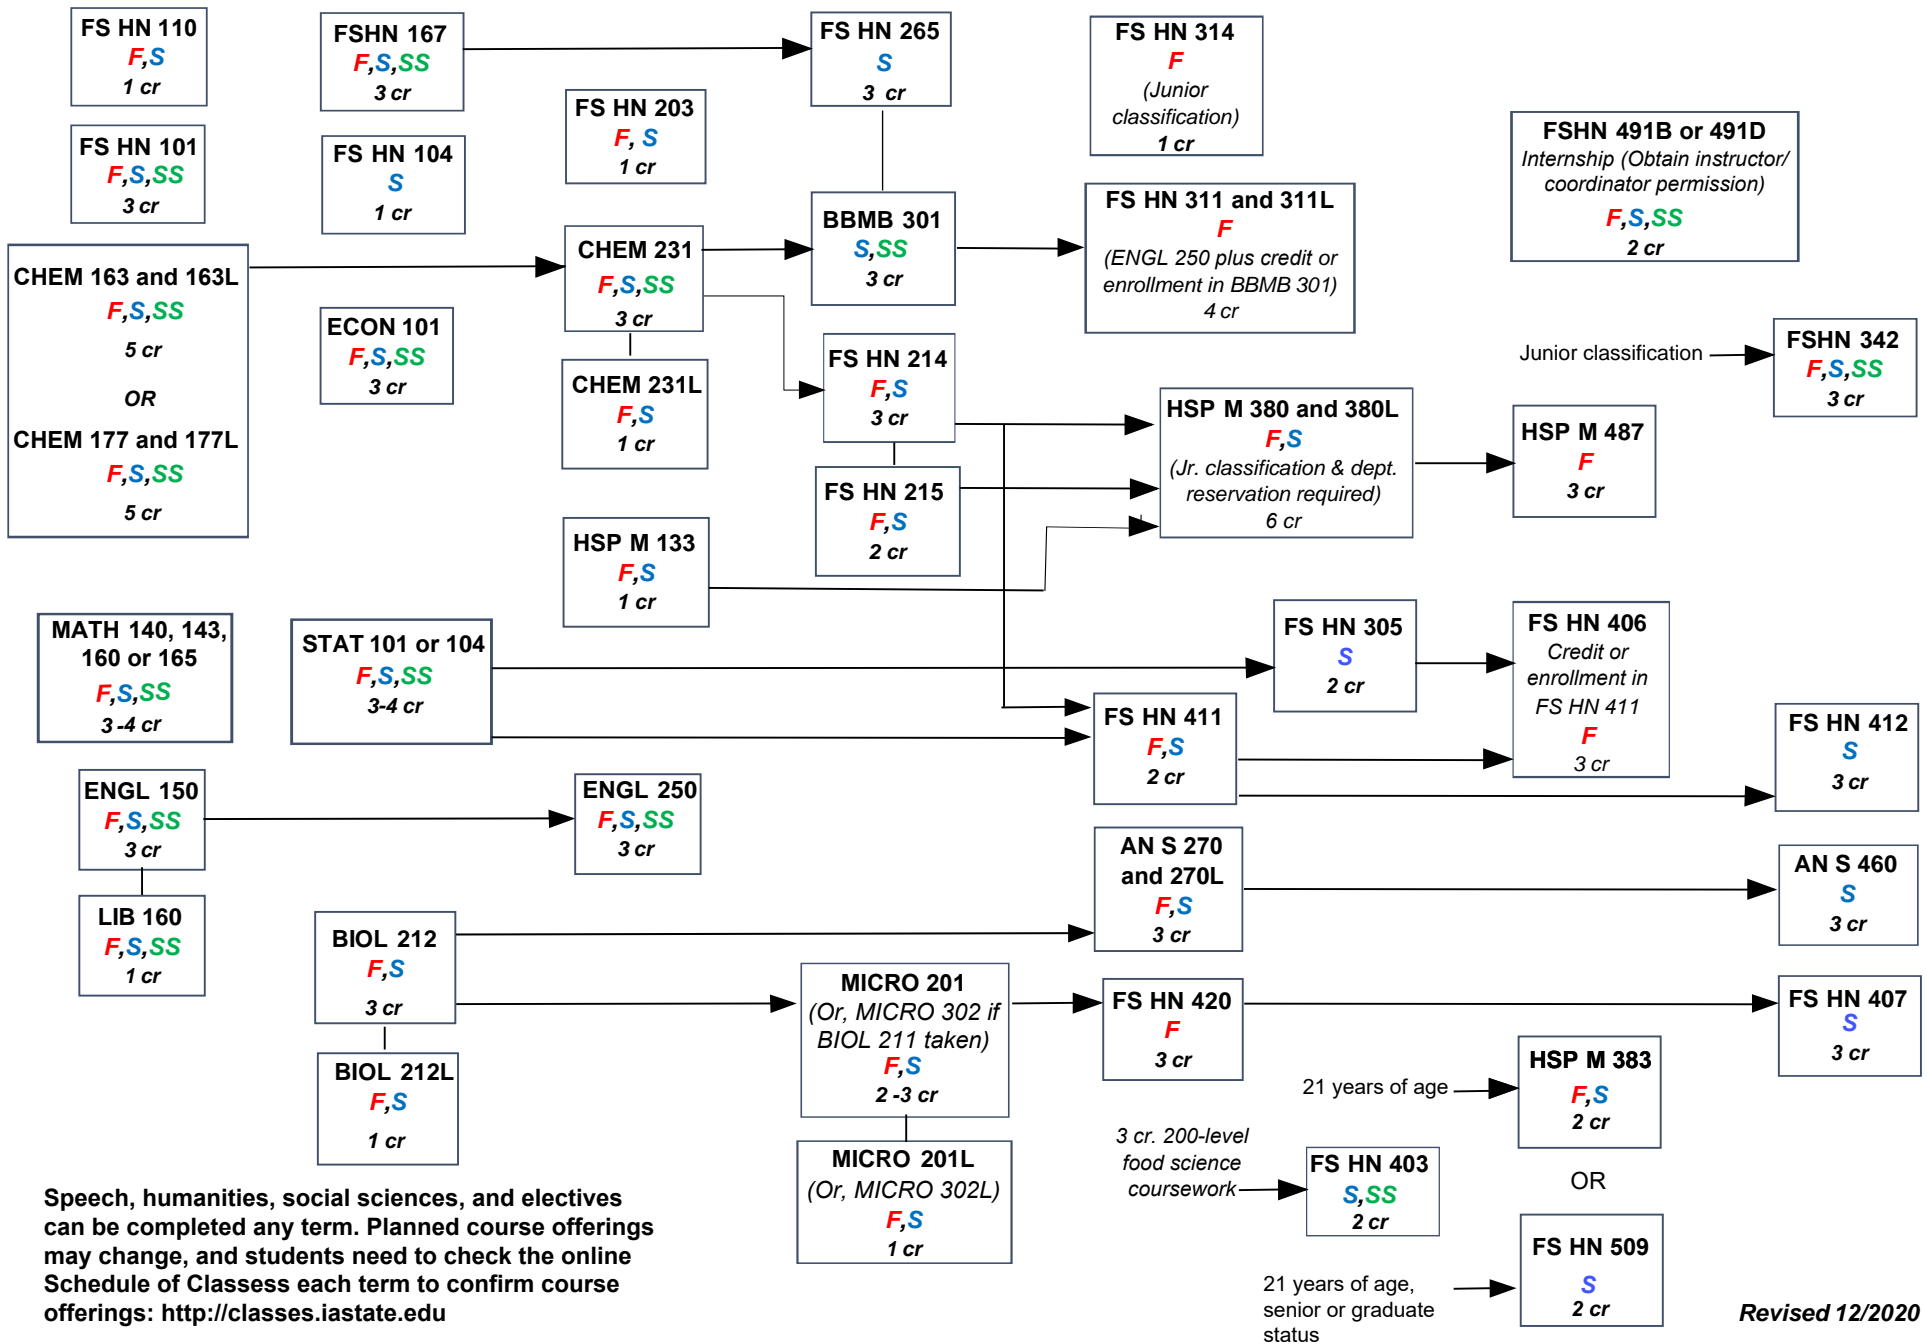 FS HN 110
F,S
1 cr
FSHN 167
F,S,SS
3 cr
FS HN 265
S
3 cr
FS HN 314
F
(Junior
classification)
1 cr
FS HN 101
F,S,SS
3 cr
FS HN 104
S
1 cr
FS HN 203
F, S
1 cr
FSHN 491B or 491D
Internship (Obtain instructor/
coordinator permission)
F,S,SS
2 cr
CHEM 163 and 163L
F,S,SS
5 cr
OR
CHEM 177 and 177L
F,S,SS
5 cr
ECON 101
F,S,SS
3 cr
CHEM 231
F,S,SS
3 cr
CHEM 231L
F,S
1 cr
BBMB 301
S,SS
3 cr
FS HN 311 and 311L
F
(ENGL 250 plus credit or
enrollment in BBMB 301)
4 cr
FS HN 214
F,S
3 cr
FS HN 215
F,S
2 cr
HSP M 133
F,S
1 cr
HSP M 380 and 380L
F,S
(Jr. classification & dept.
reservation required)
6 cr
HSP M 487
F
3 cr
Junior classification
FSHN 342
F,S,SS
3 cr
MATH 140, 143,
160 or 165
F,S,SS
3 -4 cr
STAT 101 or 104
F,S,SS
3-4 cr
FS HN 305
S
2 cr
FS HN 406
Credit or
enrollment in
FS HN 411
F
3 cr
FS HN 411
F,S
2 cr
FS HN 412
S
3 cr
ENGL 150
F,S,SS
3 cr
ENGL 250
F,S,SS
3 cr
LIB 160
F,S,SS
1 cr
AN S 270
and 270L
F,S
3 cr
AN S 460
S
3 cr
BIOL 212
F,S
3 cr
BIOL 212L
F,S
1 cr
MICRO 201
(Or, MICRO 302 if
BIOL 211 taken)
F,S
2 -3 cr
MICRO 201L
(Or, MICRO 302L)
F,S
1 cr
FS HN 420
F
3 cr
FS HN 407
S
3 cr
21 years of age
HSP M 383
F,S
2 cr
OR
3 cr. 200-level
food science
coursework
FS HN 403
S,SS
2 cr
21 years of age,
senior or graduate
status
FS HN 509
S
2 cr
Speech, humanities, social sciences, and electives
can be completed any term. Planned course offerings
may change, and students need to check the online
Schedule of Classess each term to confirm course
offerings: http://classes.iastate.edu
Revised 12/2020